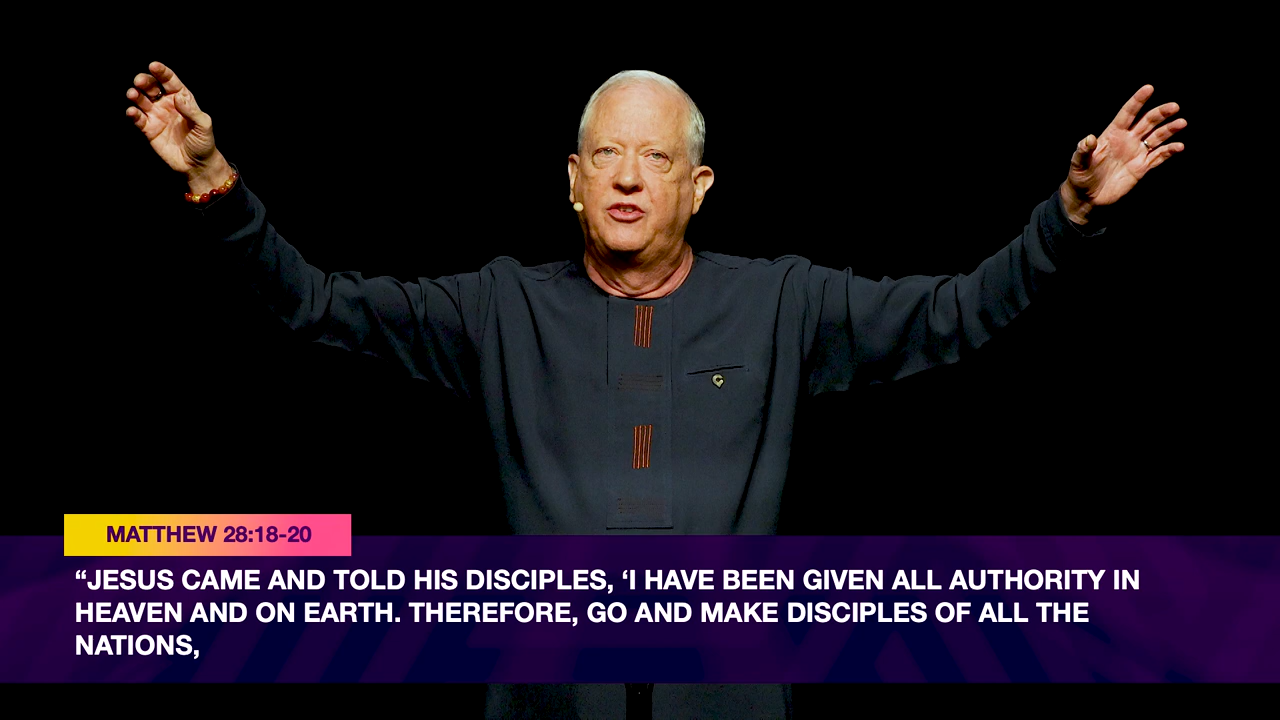 MATTHEW 28:18-20
“JESUS CAME AND TOLD HIS DISCIPLES, ‘I HAVE BEEN GIVEN ALL AUTHORITY IN
HEAVEN AND ON EARTH. THEREFORE, GO AND MAKE DISCIPLES OF ALL THE
NATIONS,